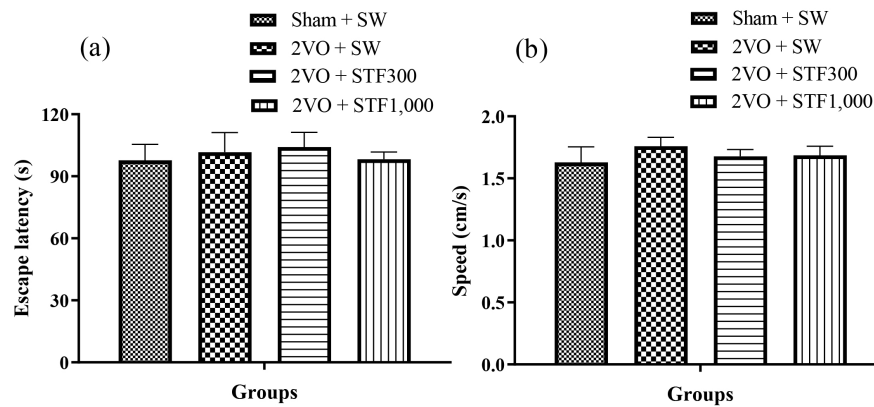 (a)
Sham + SW
2VO + SW
2VO + STF300
2VO + STF1,000
Escape latency (s)
120
90
60
30
0
Groups
(b)
Sham + SW
2VO + SW
2VO + STF300
2VO + STF1,000
Speed (cm/s)
2.0
1.5
1.0
0.5
0.0
Groups